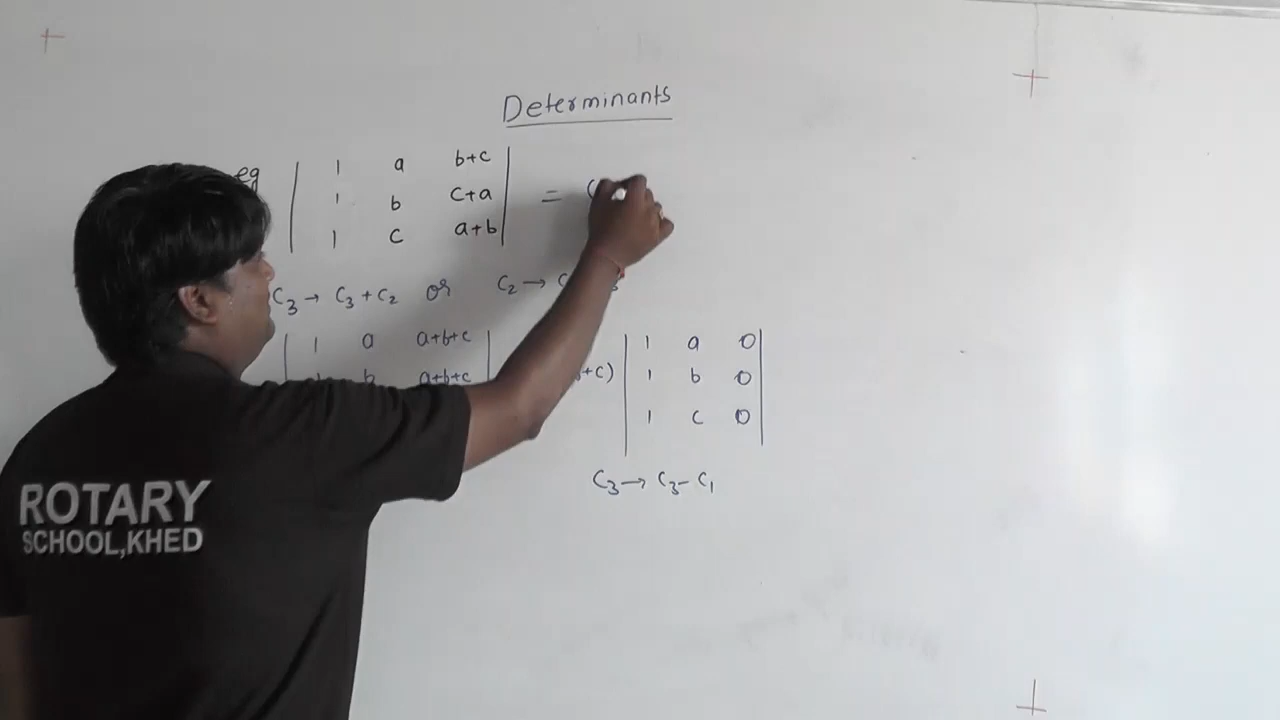 Determinants
eg | 1 a b+c |
| 1 b c+a | =
| 1 c a+b |
C3 → C3 + C2 or C2 →
| 1 a a+b+c | | 1 a 0 |
b a+b+c +c) | 1 b 0 |
| 1 c 0 |
C3 → C3 - C1
ROTARY
SCHOOL,KHED